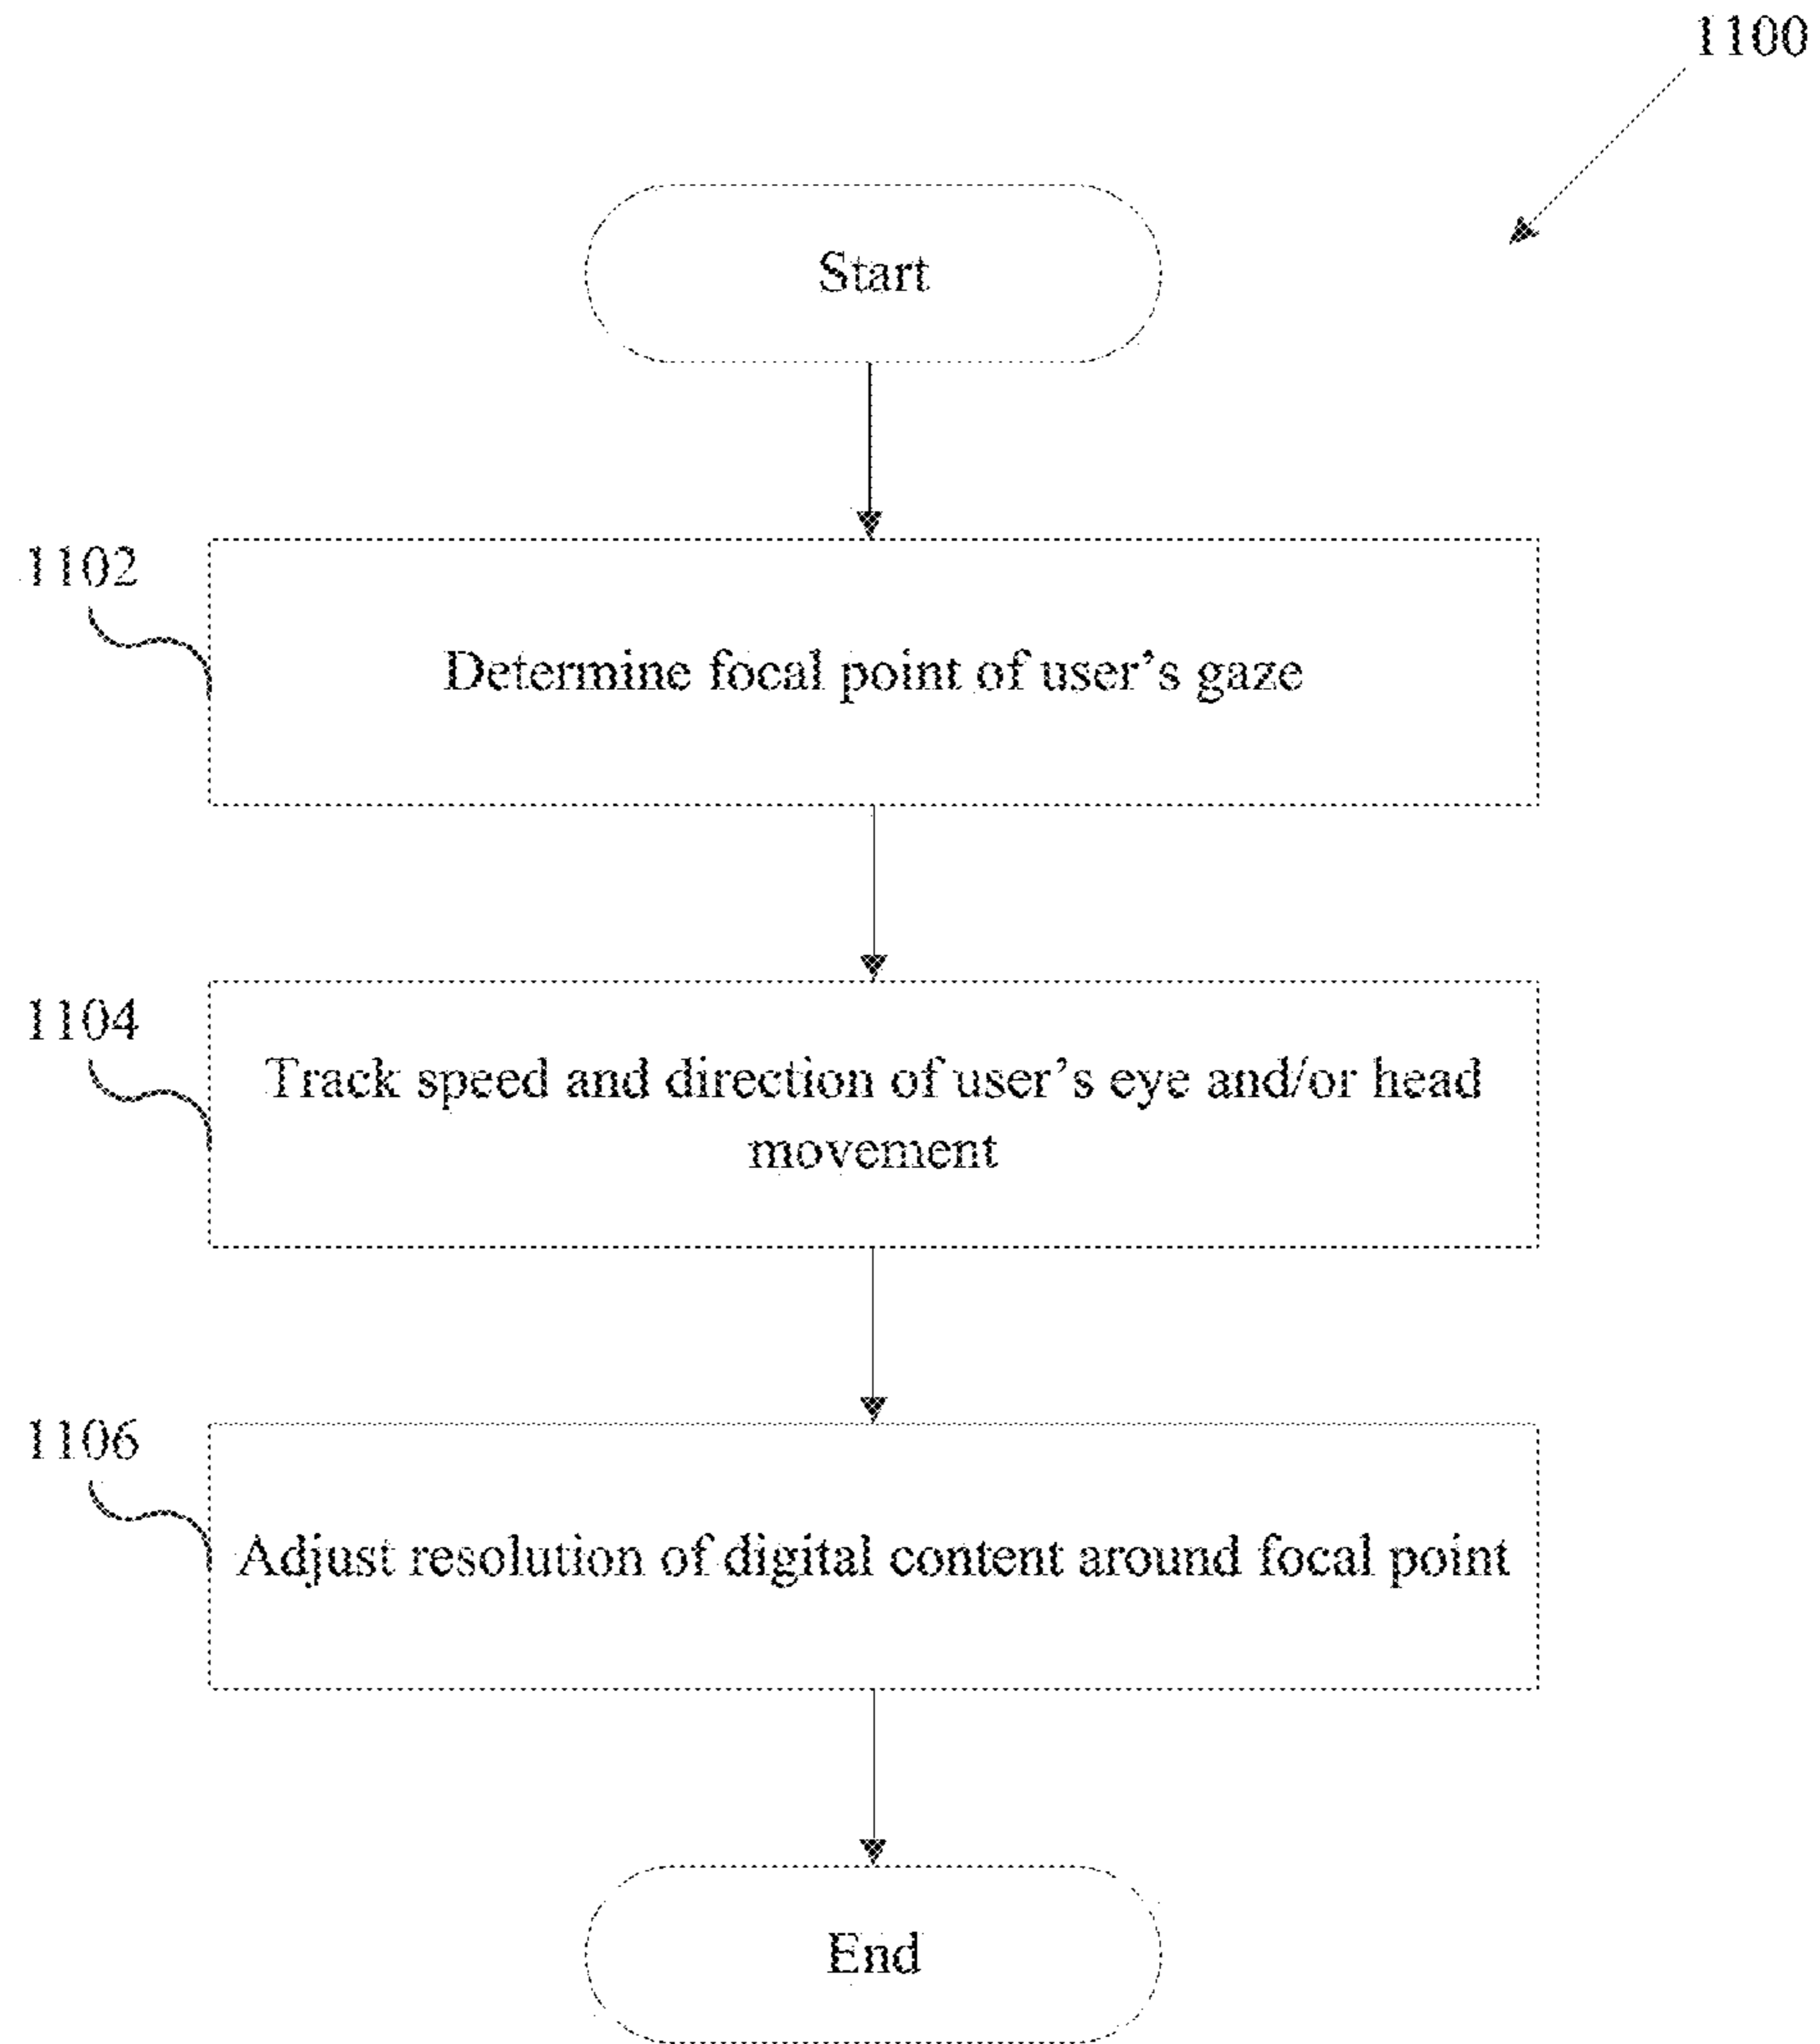 1100
Start
1102
Determine focal point of user's gaze
1104
Track speed and direction of user's eye and/or head
movement
1106
Adjust resolution of digital content around focal point
End